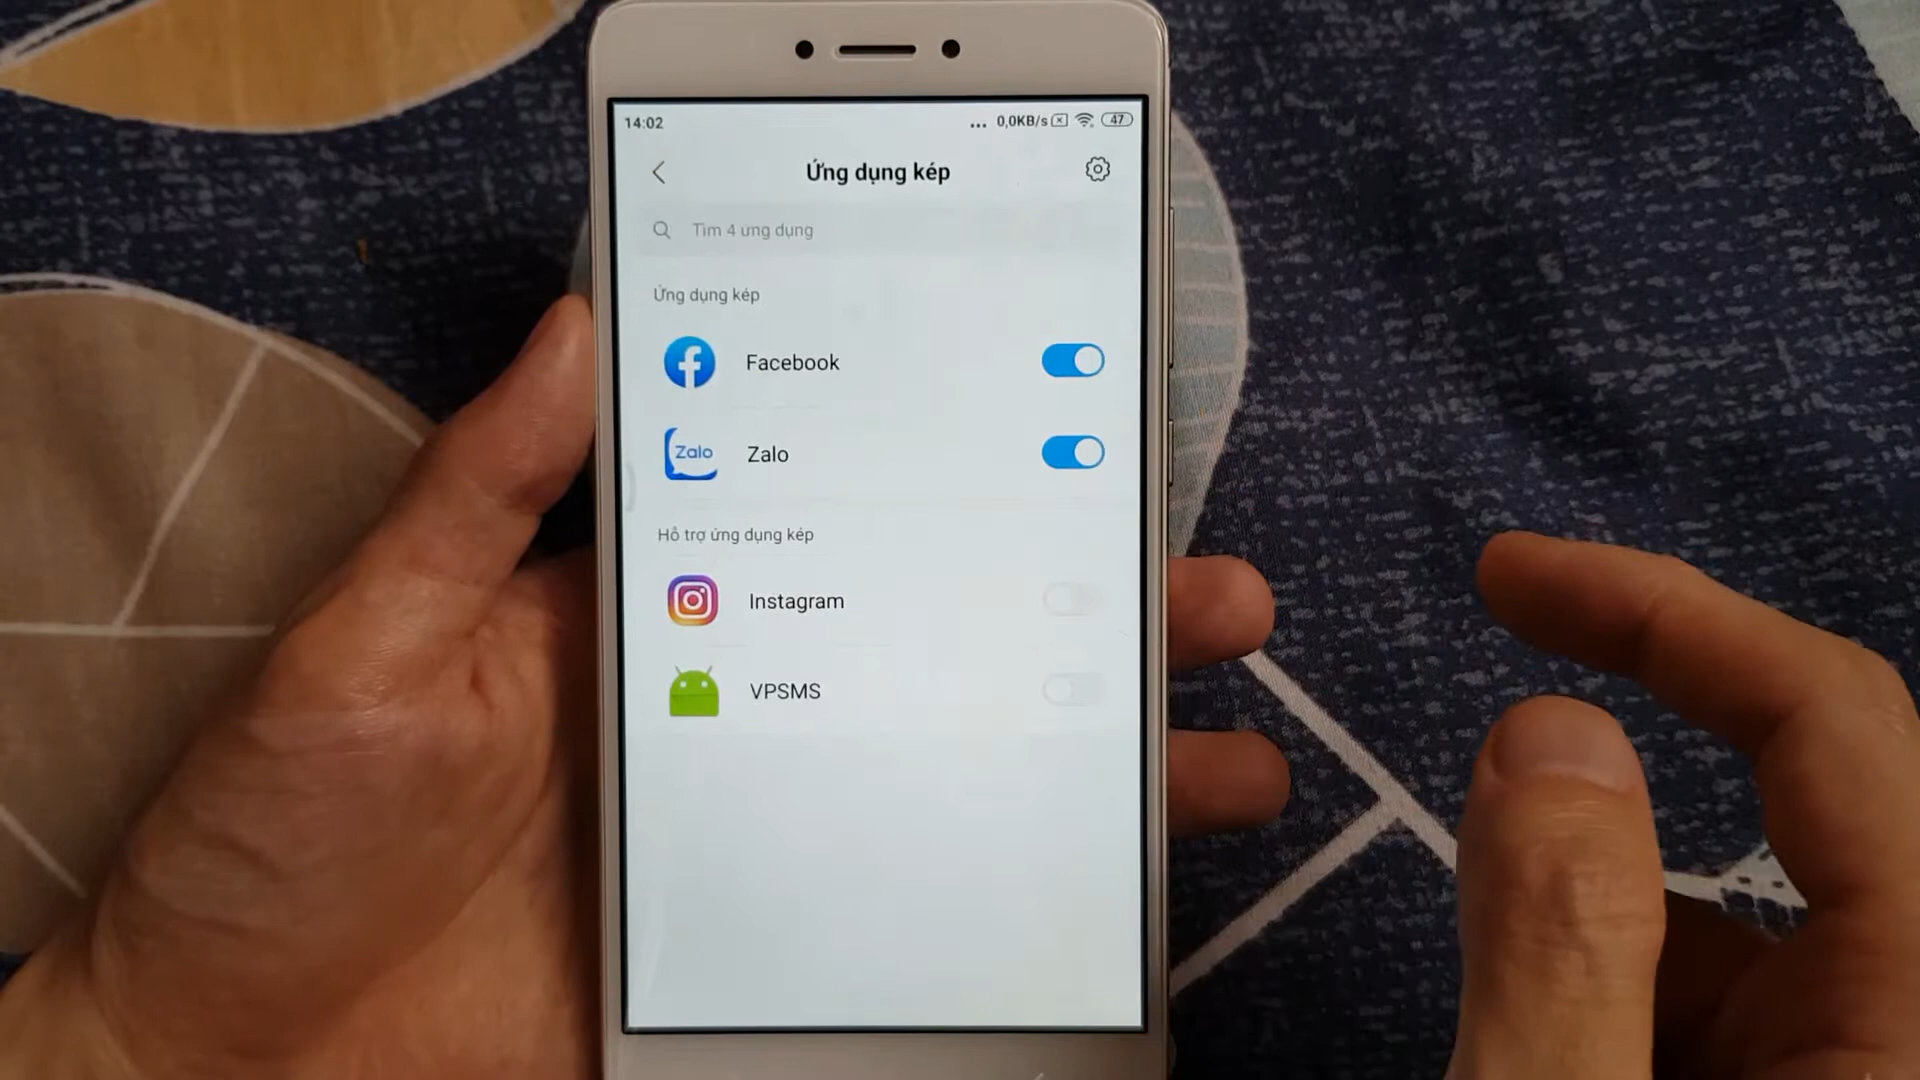 14:02 ... 0,0KB/s 47
Ứng dụng kép
Tìm 4 ứng dụng
Ứng dụng kép
Facebook
Zalo Zalo
Hỗ trợ ứng dụng kép
Instagram
VPSMS